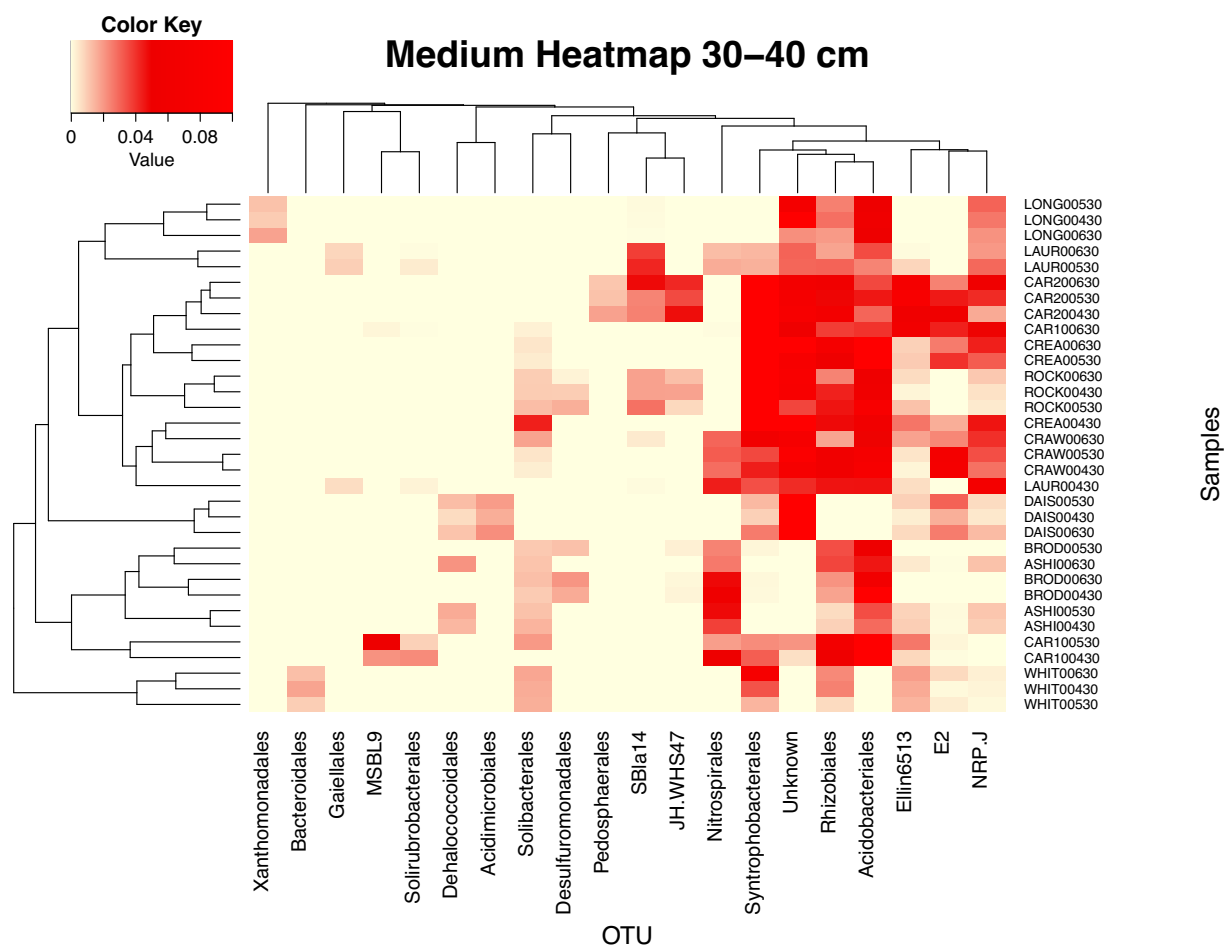 Color Key
Medium Heatmap 30−40 cm
0 0.04 0.08
Value
LONG00530
LONG00430
LONG00630
LAUR00630
LAUR00530
CAR200630
CAR200530
CAR200430
CAR100630
CREA00630
CREA00530
ROCK00630
ROCK00430
ROCK00530
CREA00430
CRAW00630
CRAW00530
CRAW00430
LAUR00430
DAIS00530
DAIS00430
DAIS00630
BROD00530
ASHI00630
BROD00630
BROD00430
ASHI00530
ASHI00430
CAR100530
CAR100430
WHIT00630
WHIT00430
WHIT00530
Samples
Xanthomonadales
Bacteroidales
Gaiellales
MSBL9
Solirubrobacterales
Dehalococcoidales
Acidimicrobiales
Solibacterales
Desulfuromonadales
Pedosphaerales
SBla14
JH.WHS47
Nitrospirales
Syntrophobacterales
Unknown
Rhizobiales
Acidobacteriales
Ellin6513
E2
NRP.J
OTU